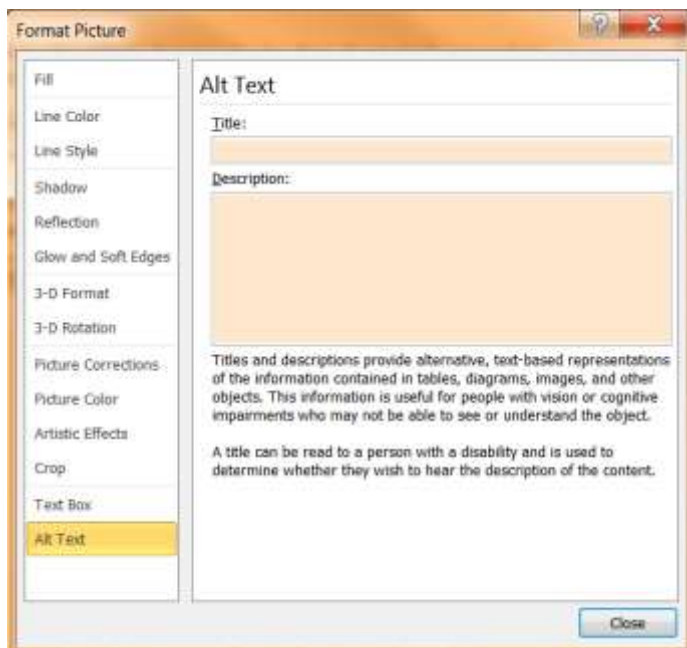 Format Picture
Fill
Line Color
Line Style
Shadow
Reflection
Glow and Soft Edges
3-D Format
3-D Rotation
Picture Corrections
Picture Color
Artistic Effects
Crop
Text Box
Alt Text
Alt Text
Title:
Description:
Titles and descriptions provide alternative, text-based representations
of the information contained in tables, diagrams, images, and other
objects. This information is useful for people with vision or cognitive
impairments who may not be able to see or understand the object.
A title can be read to a person with a disability and is used to
determine whether they wish to hear the description of the content.
Close